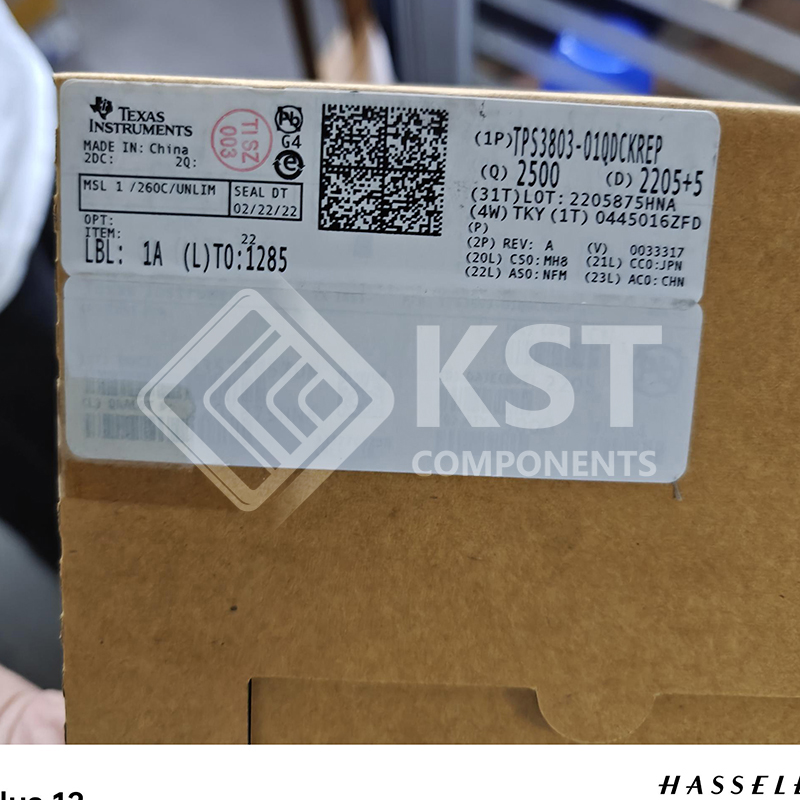 TEXAS
INSTRUMENTS
MADE IN: China
2DC: 2Q:
TI SZ
003
Pb
G4
e
MSL 1 /260C/UNLIM
SEAL DT
02/22/22
OPT:
ITEM:
LBL: 1A (L)TO:1285
22
(1P)TPS3803-01QDCKREP
(Q) 2500 (D) 2205+5
(31T)LOT: 2205875HNA
(4W) TKY (1T) 0445016ZFD
(P)
(2P) REV: A (V) 0033317
(20L) CSO:MH8 (21L) CCO:JPN
(22L) ASO:NFM (23L) ACO:CHN
KST
COMPONENTS